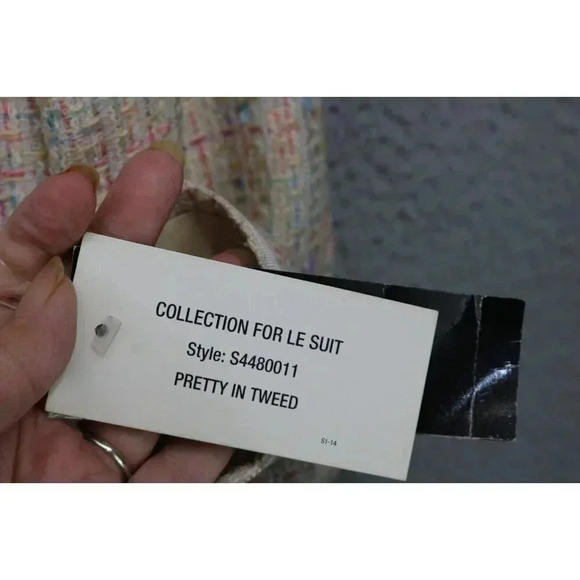 COLLECTION FOR LE SUIT
Style: S4480011
PRETTY IN TWEED
S1-14